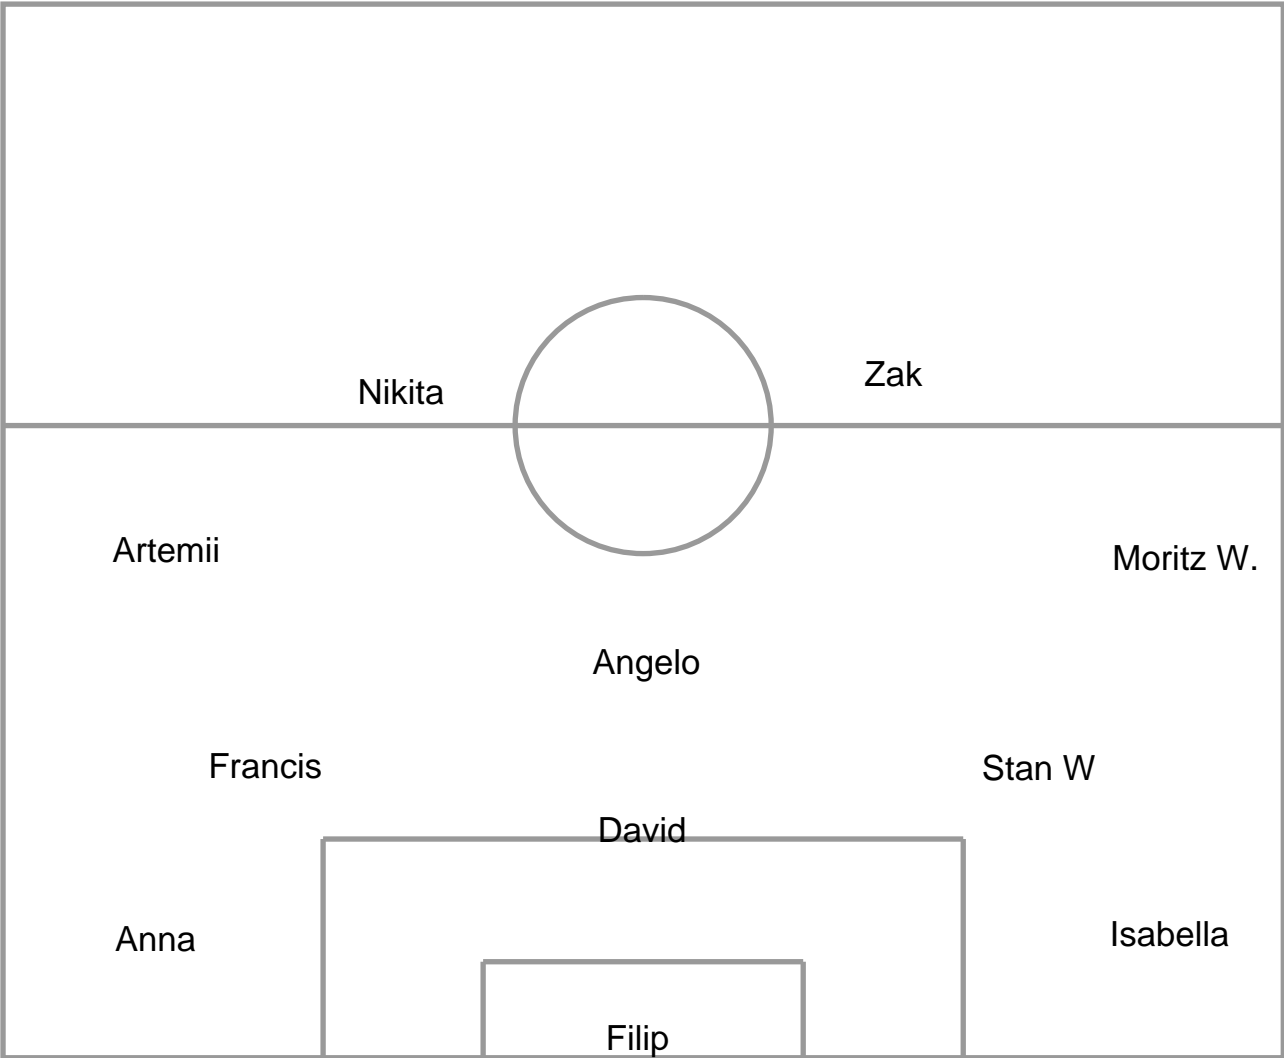 Zak
Nikita
Artemii
Moritz W.
Angelo
Francis
Stan W
David
Anna
Isabella
Filip